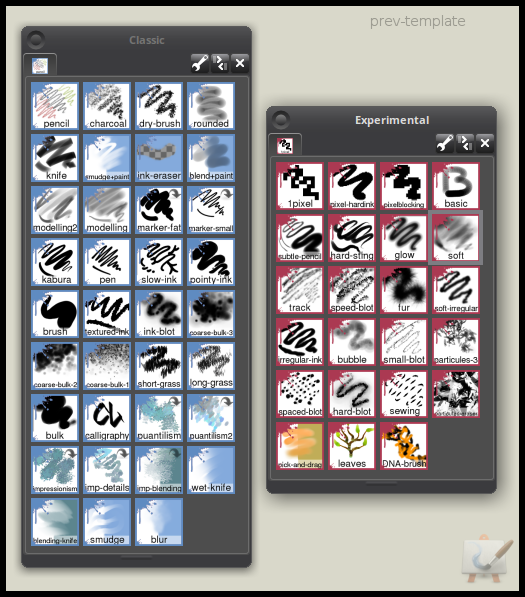 prev-template
Classic
pencil charcoal dry-brush rounded
knife smudge+paint ink-eraser blend+paint
modelling2 modelling marker-fat marker-small
kabura pen slow-ink pointy-ink
brush textured-ink ink-blot coarse-bulk-3
coarse-bulk-2 coarse-bulk-1 short-grass long-grass
bulk calligraphy puantilism puantilism2
impressionism imp-details imp-blending wet-knife
blending-knife smudge blur
Experimental
1pixel pixel-hardink pixelblocking basic
subtle-pencil hard-sting glow soft
track speed-blot fur soft-irregular
irregular-ink bubble small-blot particules-3
spaced-blot hard-blot sewing
pick-and-drag leaves DNA-brush